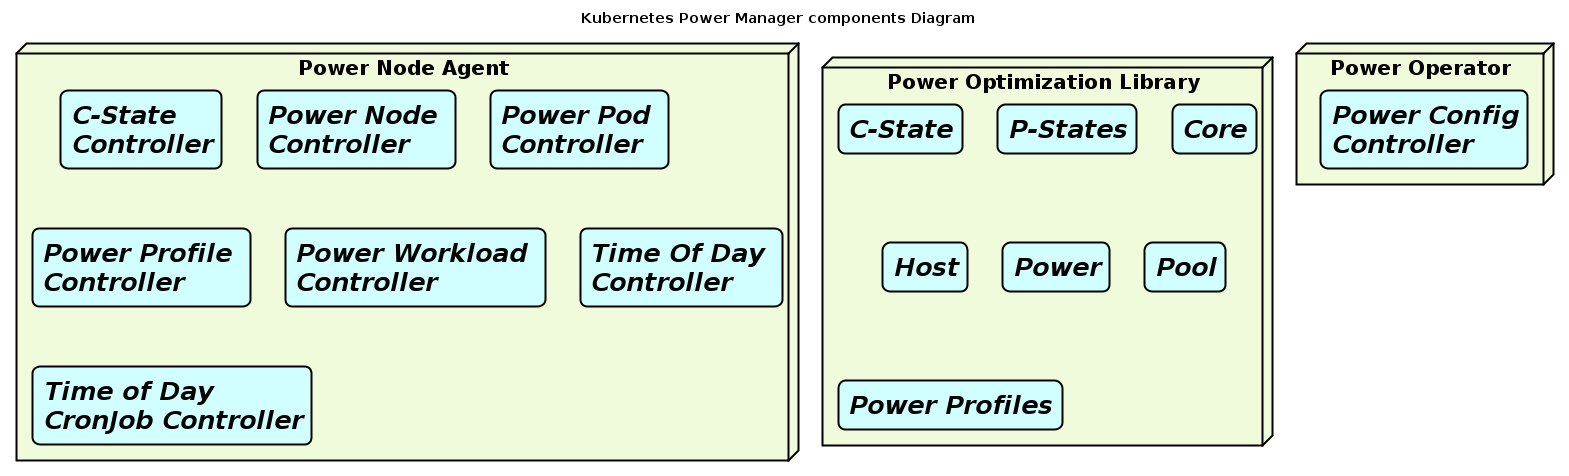 Kubernetes Power Manager components Diagram
Power Node Agent
C-State
Controller
Power Node
Controller
Power Pod
Controller
Power Profile
Controller
Power Workload
Controller
Time Of Day
Controller
Time of Day
CronJob Controller
Power Optimization Library
C-State
P-States
Core
Host
Power
Pool
Power Profiles
Power Operator
Power Config
Controller